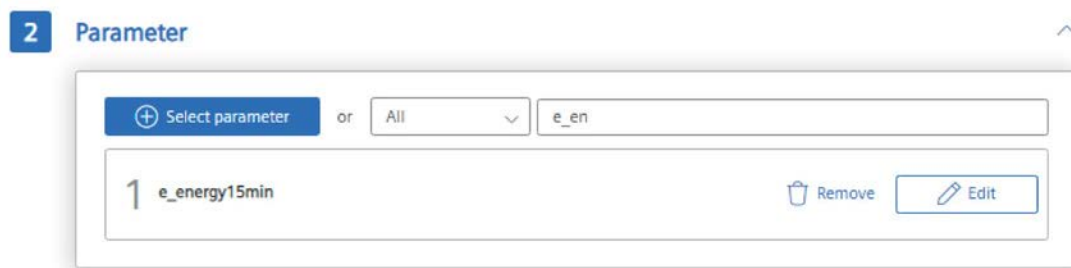 2 Parameter
Select parameter or All e_en
1 e_energy15min Remove Edit